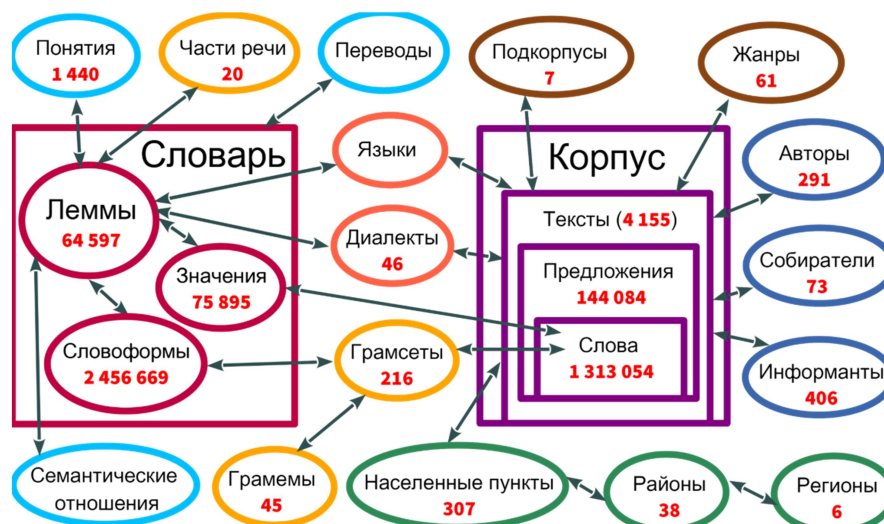 Понятия
1 440
Части речи
20
Переводы
Подкорпусы
7
Жанры
61
Словарь
Корпус
Языки
Авторы
291
Леммы
64 597
Тексты (4 155)
Диалекты
46
Собиратели
73
Значения
75 895
Предложения
144 084
Словоформы
2 456 669
Грамсеты
216
Слова
1 313 054
Информанты
406
Семантические
отношения
Грамемы
45
Населенные пункты
307
Районы
38
Регионы
6